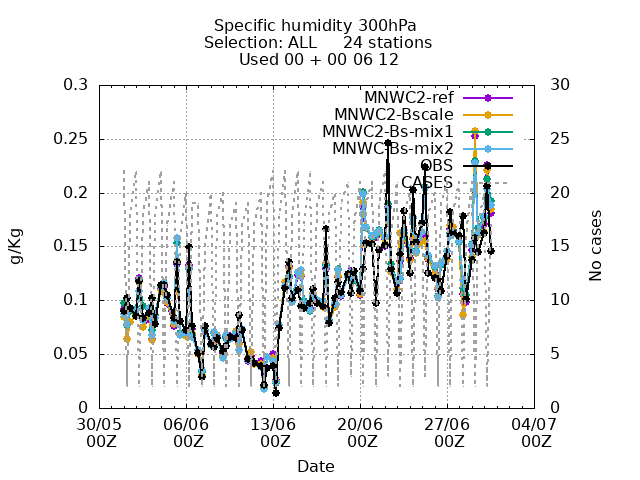 Specific humidity 300hPa
Selection: ALL 24 stations
Used 00 + 00 06 12
0.3 30
0.25 25
0.2 20
0.15 15
0.1 10
0.05 5
0 0
MNWC2-ref
MNWC2-Bscale
MNWC2-Bs-mix1
MNWC-Bs-mix2
OBS
CASES
g/Kg
No cases
30/05 06/06 13/06 20/06 27/06 04/07
00Z 00Z 00Z 00Z 00Z 00Z
Date